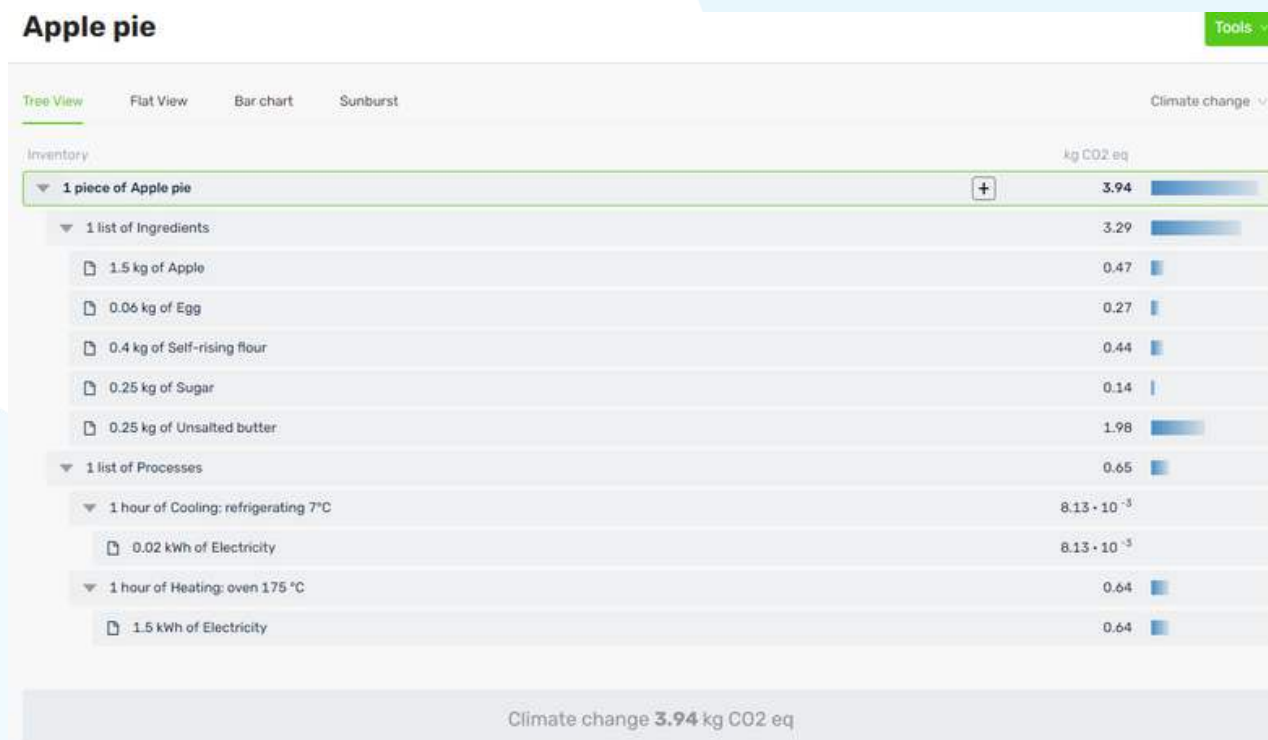 Apple pie
Tools
Tree View Flat View Bar chart Sunburst Climate change
Inventory kg CO2 eq
1 piece of Apple pie + 3.94
1 list of Ingredients 3.29
1.5 kg of Apple 0.47
0.06 kg of Egg 0.27
0.4 kg of Self-rising flour 0.44
0.25 kg of Sugar 0.14
0.25 kg of Unsalted butter 1.98
1 list of Processes 0.65
1 hour of Cooling: refrigerating 7°C 8.13 • 10 ⁻³
0.02 kWh of Electricity 8.13 • 10 ⁻³
1 hour of Heating: oven 175 °C 0.64
1.5 kWh of Electricity 0.64
Climate change 3.94 kg CO2 eq